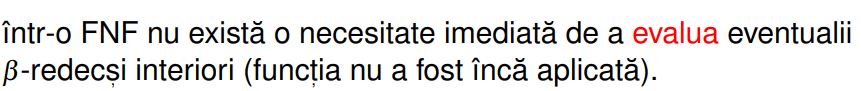 într-o FNF nu există o necesitate imediată de a evalua eventualii
β-redecși interiori (funcția nu a fost încă aplicată).